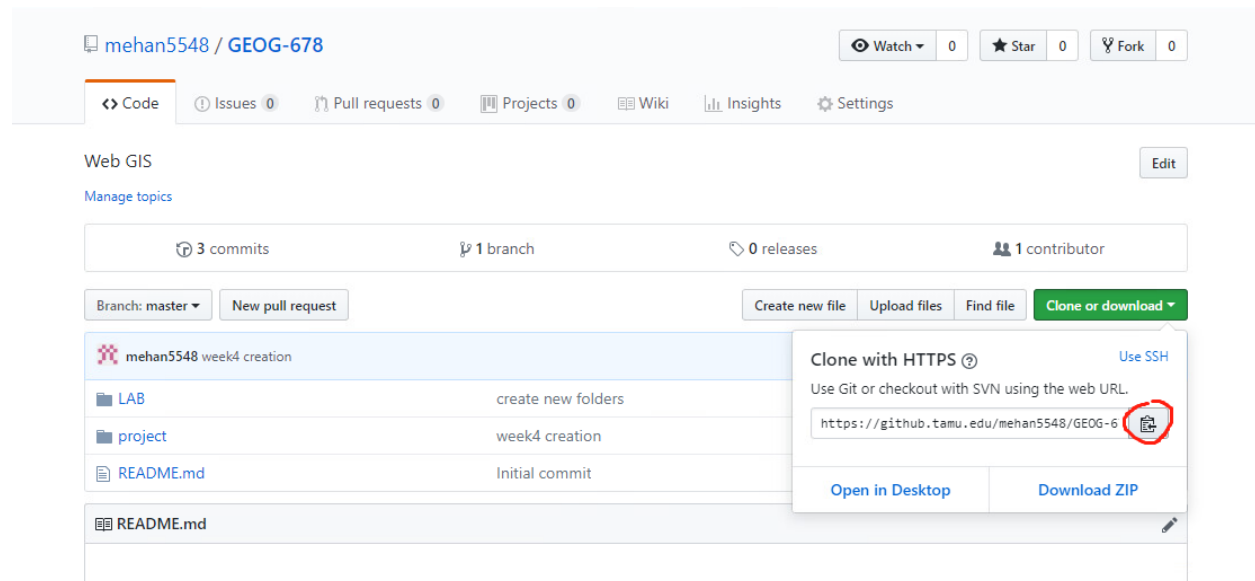 mehan5548 / GEOG-678
Watch 0 Star 0 Fork 0
Code Issues 0 Pull requests 0 Projects 0 Wiki Insights Settings
Web GIS
Edit
Manage topics
3 commits 1 branch 0 releases 1 contributor
Branch: master New pull request Create new file Upload files Find file Clone or download
mehan5548 week4 creation
Clone with HTTPS Use SSH
Use Git or checkout with SVN using the web URL.
https://github.tamu.edu/mehan5548/GEOG-6
Open in Desktop Download ZIP
LAB create new folders
project week4 creation
README.md Initial commit
README.md